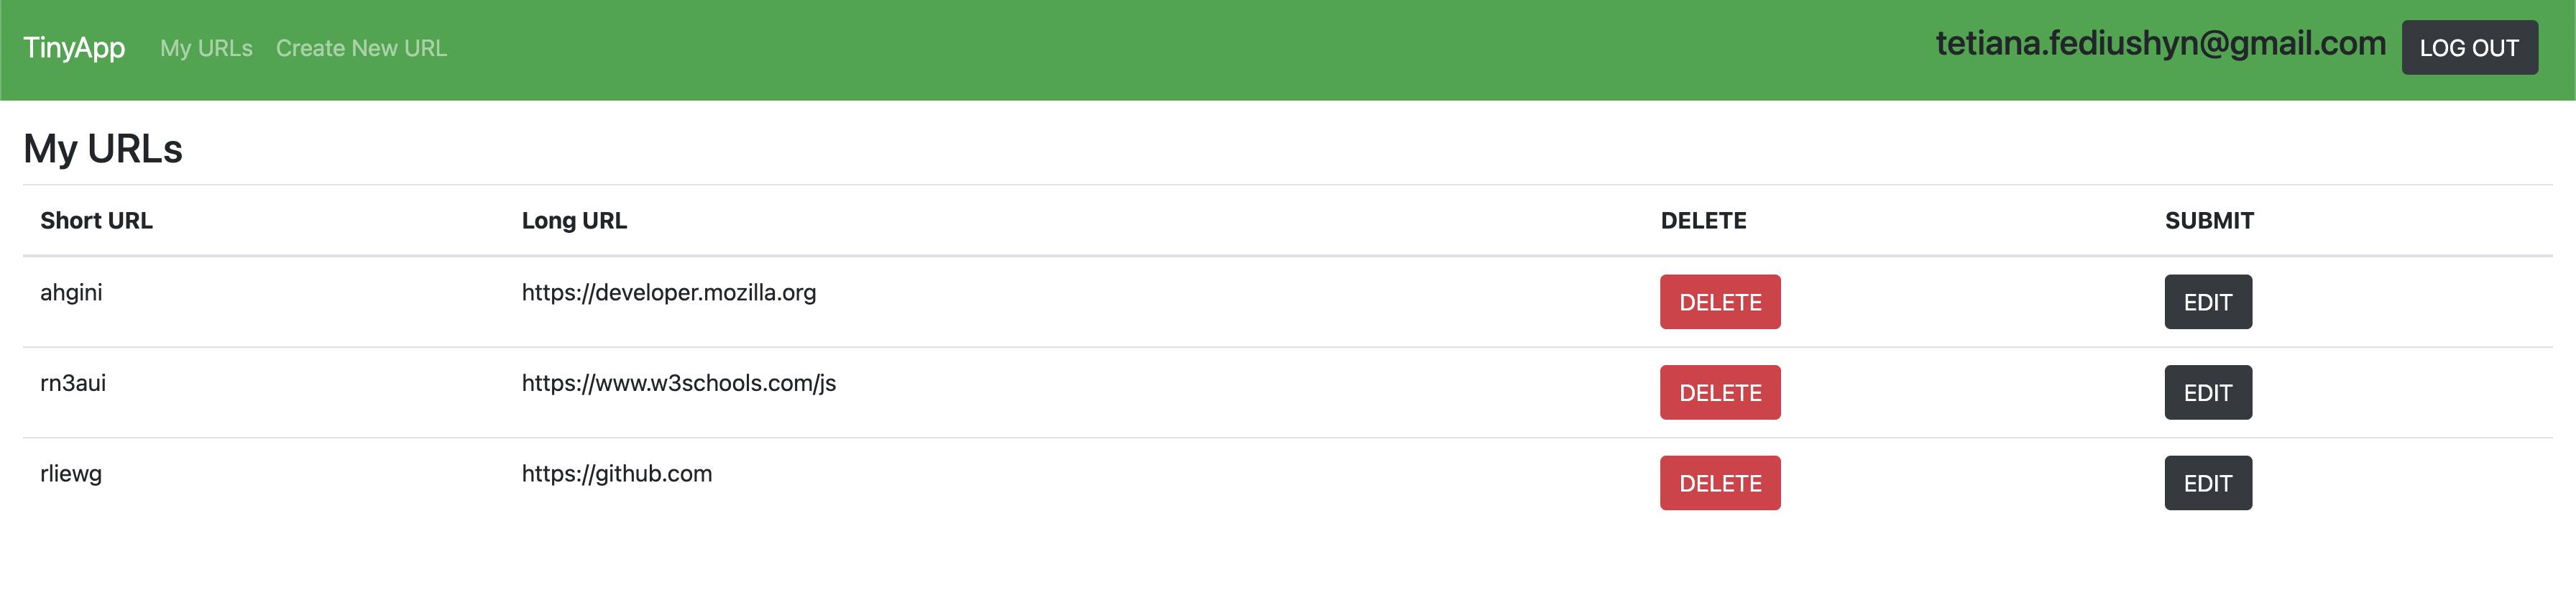 TinyApp My URLs Create New URL tetiana.fediushyn@gmail.com LOG OUT
My URLs
Short URL Long URL DELETE SUBMIT
ahgini https://developer.mozilla.org DELETE EDIT
rn3aui https://www.w3schools.com/js DELETE EDIT
rliewg https://github.com DELETE EDIT